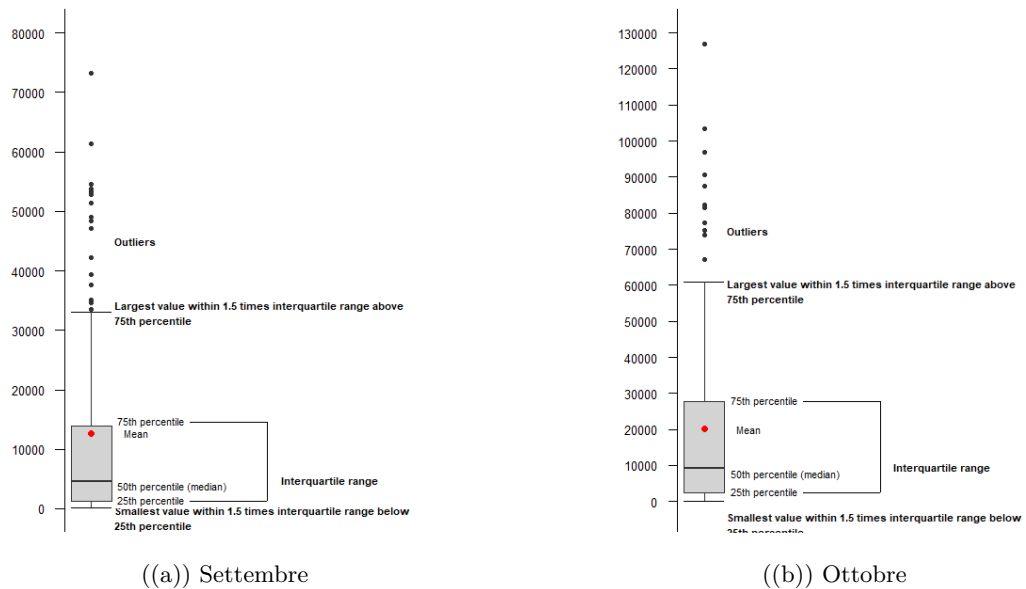 80000
70000
60000
50000
40000
30000
20000
10000
0
Outliers
Largest value within 1.5 times interquartile range above
75th percentile
75th percentile
Mean
50th percentile (median)
25th percentile
Interquartile range
Smallest value within 1.5 times interquartile range below
25th percentile
((a)) Settembre
130000
120000
110000
100000
90000
80000
70000
60000
50000
40000
30000
20000
10000
0
Outliers
Largest value within 1.5 times interquartile range above
75th percentile
75th percentile
Mean
50th percentile (median)
25th percentile
Interquartile range
Smallest value within 1.5 times interquartile range below
25th percentile
((b)) Ottobre